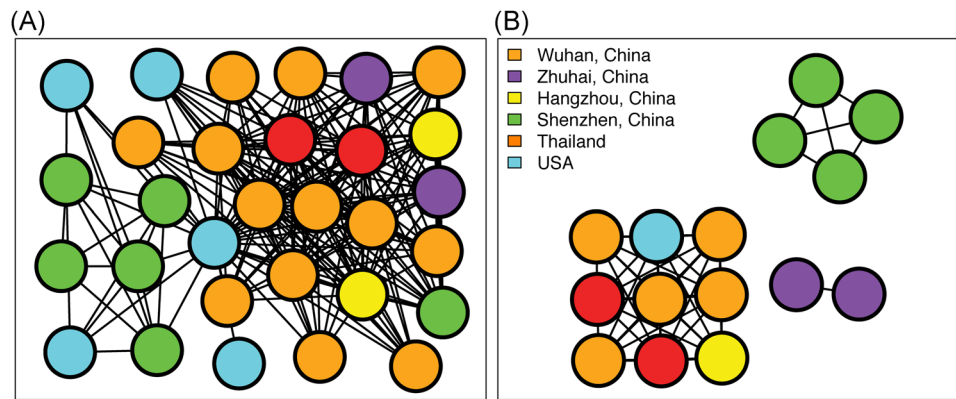 (A)
(B)
Wuhan, China
Zhuhai, China
Hangzhou, China
Shenzhen, China
Thailand
USA